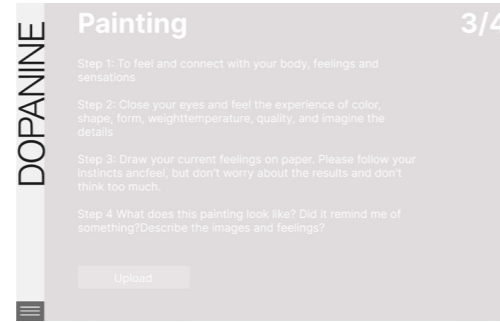 DOPANINE
Painting
3/4
Step 1: To feel and connect with your body, feelings and
sensations
Step 2: Close your eyes and feel the experience of color,
shape, form, weighttemperature, quality, and imagine the
details
Step 3: Draw your current feelings on paper. Please follow your
instincts ancfeel, but don't worry about the results and don't
think too much.
Step 4 What does this painting look like? Did it remind me of
something?Describe the images and feelings?
Upload